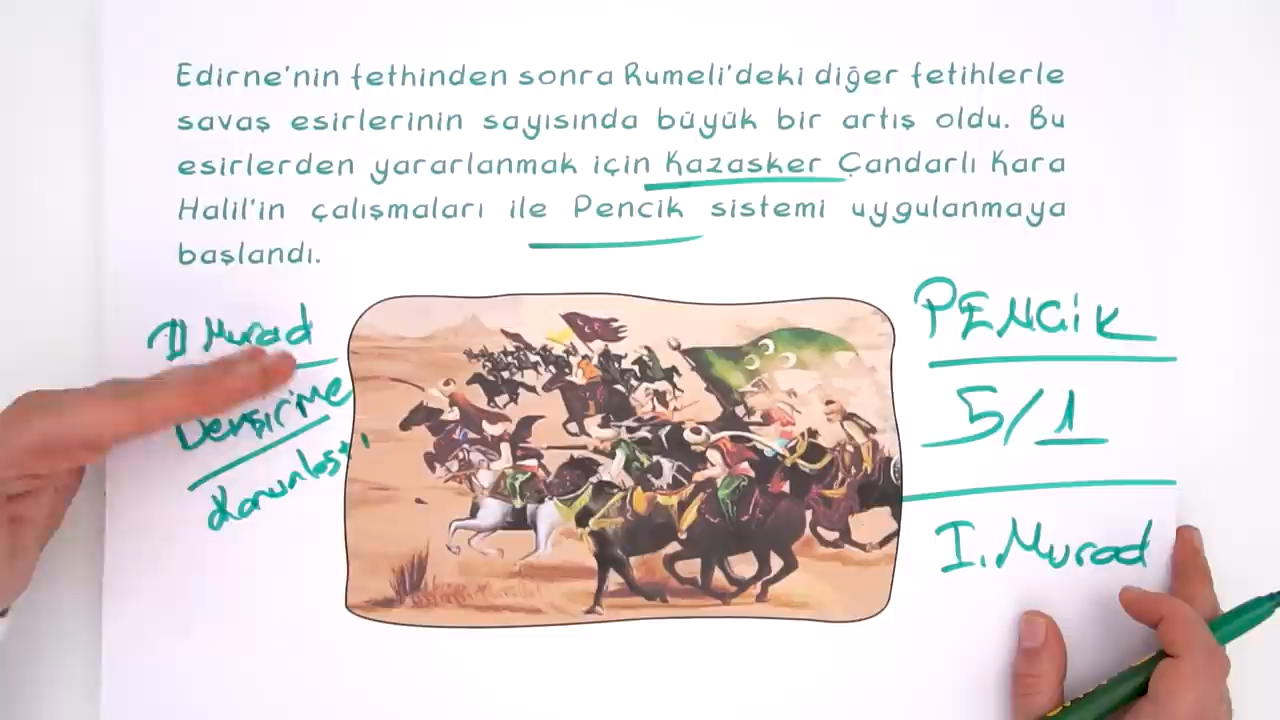 Edirne'nin fethinden sonra Rumeli'deki diğer fetihlerle
savaş esirlerinin sayısında büyük bir artış oldu. Bu
esirlerden yararlanmak için Kazasker Çandarlı Kara
Halil'in çalışmaları ile Pencik sistemi uygulanmaya
başlandı.
II Murad
Devşirme
Kanunlaştı
PENCİK
5/1
I. Murad